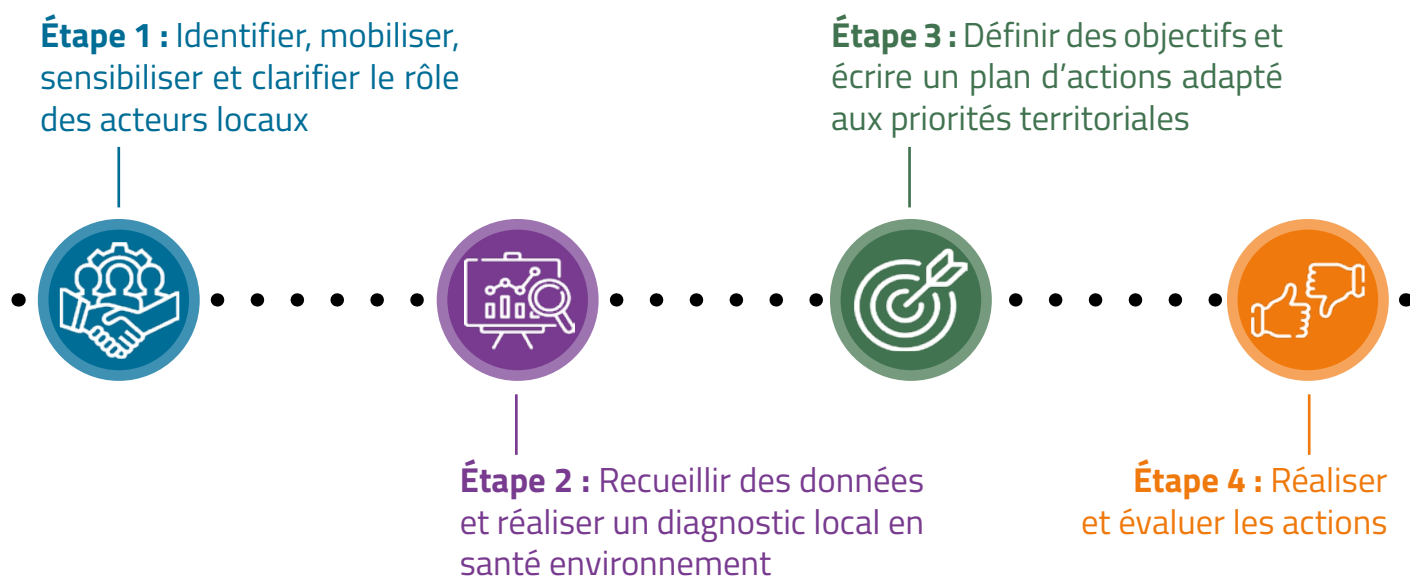 Étape 1 : Identifier, mobiliser,
sensibiliser et clarifier le rôle
des acteurs locaux
Étape 2 : Recueillir des données
et réaliser un diagnostic local en
santé environnement
Étape 3 : Définir des objectifs et
écrire un plan d’actions adapté
aux priorités territoriales
Étape 4 : Réaliser
et évaluer les actions